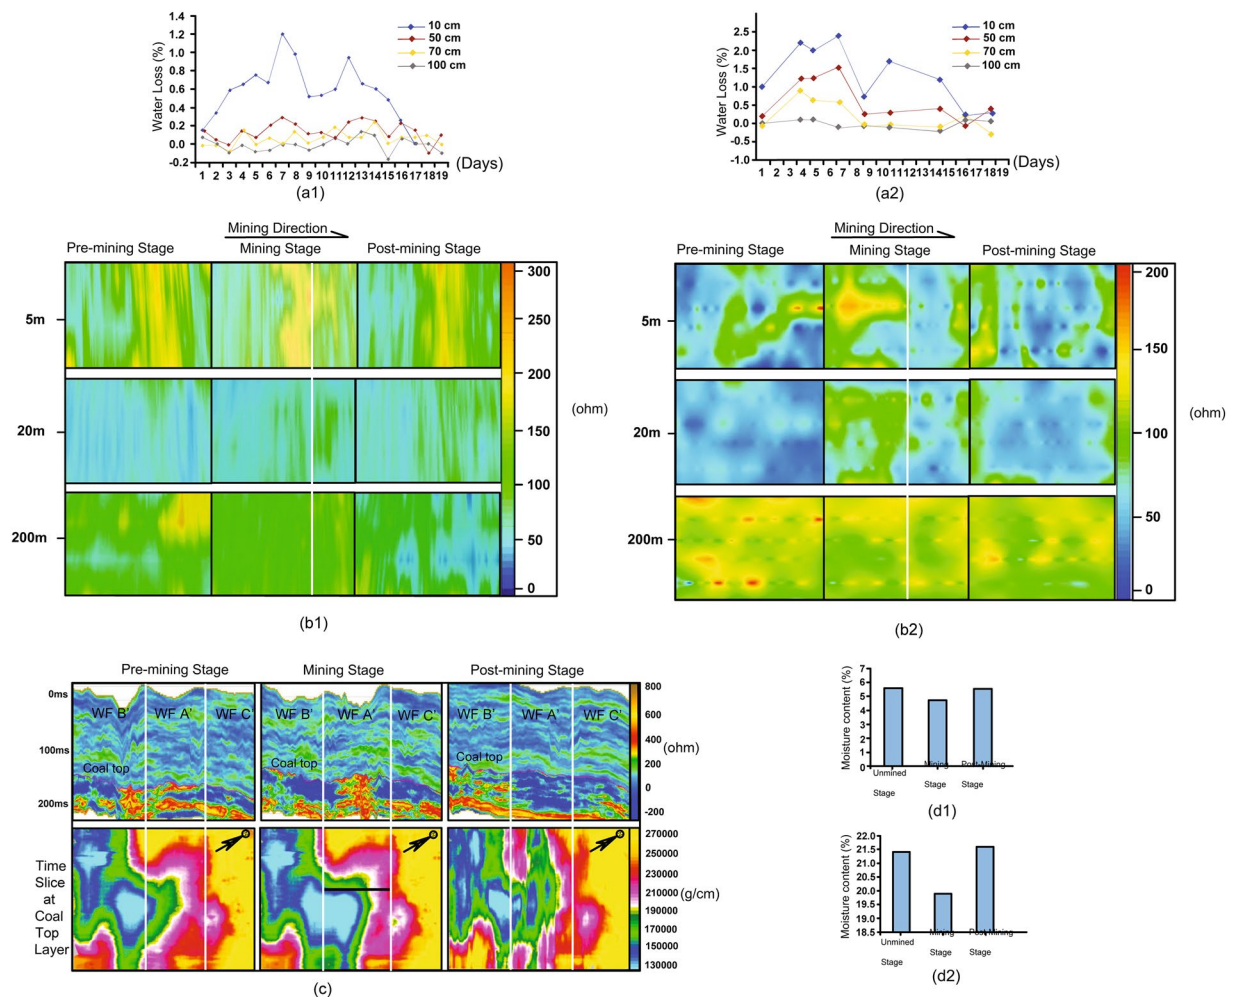 1.4
1.2
1.0
0.8
0.6
0.4
0.2
0.0
-0.2
Water Loss (%)
10 cm
50 cm
70 cm
100 cm
1 2 3 4 5 6 7 8 9 10 11 12 13 14 15 16 17 18 19
(Days)
(a1)
2.5
2.0
1.5
1.0
0.5
0.0
-0.5
-1.0
Water Loss (%)
10 cm
50 cm
70 cm
100 cm
1 2 3 4 5 6 7 8 9 10 11 12 13 14 15 16 17 18 19
(Days)
(a2)
Mining Direction
Pre-mining Stage Mining Stage Post-mining Stage
5m
20m
200m
300
250
200
150
100
50
0
(ohm)
(b1)
Mining Direction
Pre-mining Stage Mining Stage Post-mining Stage
5m
20m
200m
200
150
100
50
0
(ohm)
(b2)
Pre-mining Stage Mining Stage Post-mining Stage
0ms
100ms
200ms
WF B' WF A' WF C'
Coal top
WF B' WF A' WF C'
Coal top
WF B' WF A' WF C'
Coal top
800
600
400
200
0
-200
(ohm)
Time
Slice
at
Coal
Top
Layer
270000
250000
230000
210000
190000
170000
150000
130000
(g/cm)
(c)
7
6
5
4
3
2
1
0
Moisture content (%)
Unmined
Stage
Mining
Stage
Post-Mining
Stage
(d1)
22.0
21.5
21.0
20.5
20.0
19.5
19.0
18.5
Moisture content (%)
Unmined
Stage
Mining
Stage
Post-Mining
Stage
(d2)